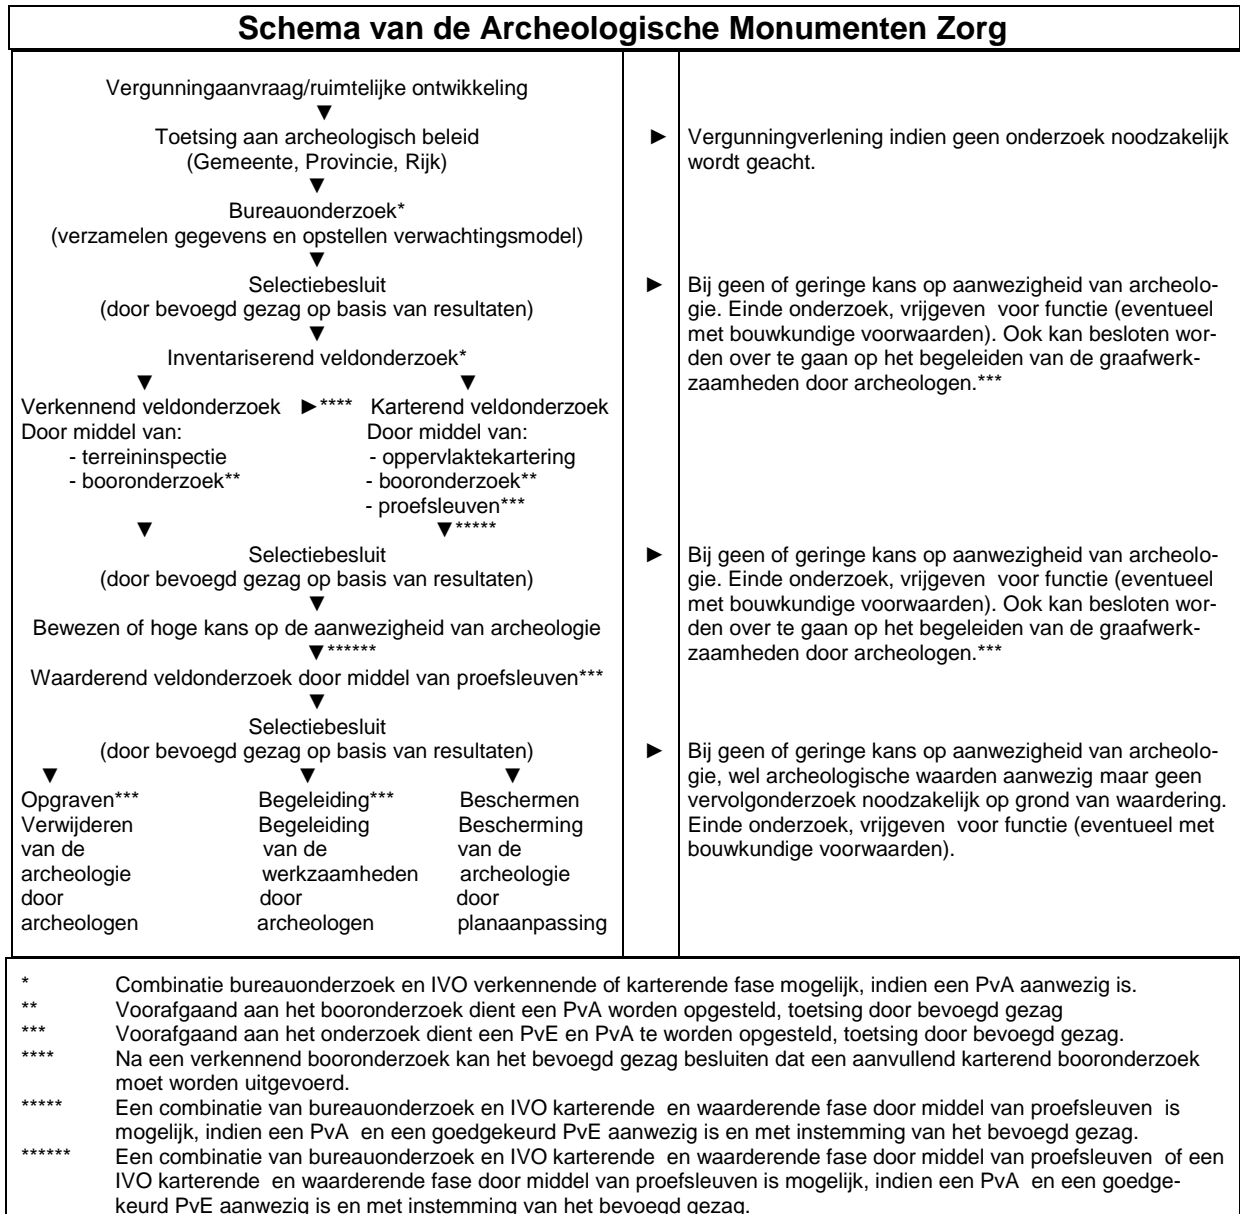 Schema van de Archeologische Monumenten Zorg
Vergunningaanvraag/ruimtelijke ontwikkeling
▼
Toetsing aan archeologisch beleid
(Gemeente, Provincie, Rijk)
► Vergunningverlening indien geen onderzoek noodzakelijk
wordt geacht.
▼
Bureauonderzoek*
(verzamelen gegevens en opstellen verwachtingsmodel)
▼
Selectiebesluit
(door bevoegd gezag op basis van resultaten)
► Bij geen of geringe kans op aanwezigheid van archeolo-
gie. Einde onderzoek, vrijgeven voor functie (eventueel
met bouwkundige voorwaarden). Ook kan besloten wor-
den over te gaan op het begeleiden van de graafwerk-
zaamheden door archeologen.***
▼
Inventariserend veldonderzoek*
▼ ▼
Verkennend veldonderzoek ►**** Karterend veldonderzoek
Door middel van: Door middel van:
- terreininspectie - oppervlaktekartering
- booronderzoek** - booronderzoek**
- proefsleuven***
▼ ▼*****
Selectiebesluit
(door bevoegd gezag op basis van resultaten)
► Bij geen of geringe kans op aanwezigheid van archeolo-
gie. Einde onderzoek, vrijgeven voor functie (eventueel
met bouwkundige voorwaarden). Ook kan besloten wor-
den over te gaan op het begeleiden van de graafwerk-
zaamheden door archeologen.***
▼
Bewezen of hoge kans op de aanwezigheid van archeologie
▼******
Waarderend veldonderzoek door middel van proefsleuven***
▼
Selectiebesluit
(door bevoegd gezag op basis van resultaten)
► Bij geen of geringe kans op aanwezigheid van archeolo-
gie, wel archeologische waarden aanwezig maar geen
vervolgonderzoek noodzakelijk op grond van waardering.
Einde onderzoek, vrijgeven voor functie (eventueel met
bouwkundige voorwaarden).
▼ ▼ ▼
Opgraven*** Begeleiding*** Beschermen
Verwijderen Begeleiding Bescherming
van de van de van de
archeologie werkzaamheden archeologie
door door door
archeologen archeologen planaanpassing
* Combinatie bureauonderzoek en IVO verkennende of karterende fase mogelijk, indien een PvA aanwezig is.
** Voorafgaand aan het booronderzoek dient een PvA worden opgesteld, toetsing door bevoegd gezag
*** Voorafgaand aan het onderzoek dient een PvE en PvA te worden opgesteld, toetsing door bevoegd gezag.
**** Na een verkennend booronderzoek kan het bevoegd gezag besluiten dat een aanvullend karterend booronderzoek
moet worden uitgevoerd.
***** Een combinatie van bureauonderzoek en IVO karterende en waarderende fase door middel van proefsleuven is
mogelijk, indien een PvA en een goedgekeurd PvE aanwezig is en met instemming van het bevoegd gezag.
****** Een combinatie van bureauonderzoek en IVO karterende en waarderende fase door middel van proefsleuven of een
IVO karterende en waarderende fase door middel van proefsleuven is mogelijk, indien een PvA en een goedge-
keurd PvE aanwezig is en met instemming van het bevoegd gezag.